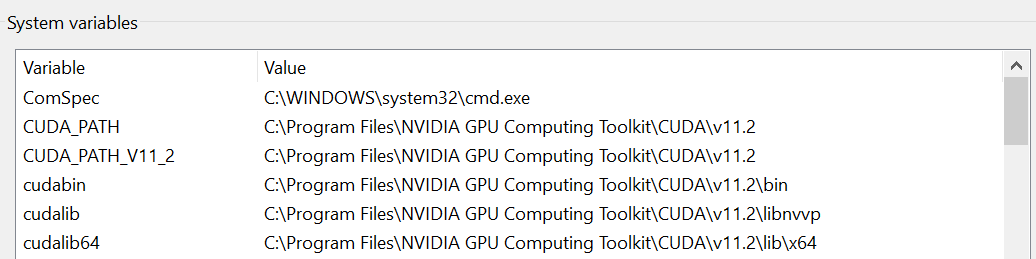 System variables
Variable Value
ComSpec C:\WINDOWS\system32\cmd.exe
CUDA_PATH C:\Program Files\NVIDIA GPU Computing Toolkit\CUDA\v11.2
CUDA_PATH_V11_2 C:\Program Files\NVIDIA GPU Computing Toolkit\CUDA\v11.2
cudabin C:\Program Files\NVIDIA GPU Computing Toolkit\CUDA\v11.2\bin
cudalib C:\Program Files\NVIDIA GPU Computing Toolkit\CUDA\v11.2\libnvvp
cudalib64 C:\Program Files\NVIDIA GPU Computing Toolkit\CUDA\v11.2\lib\x64